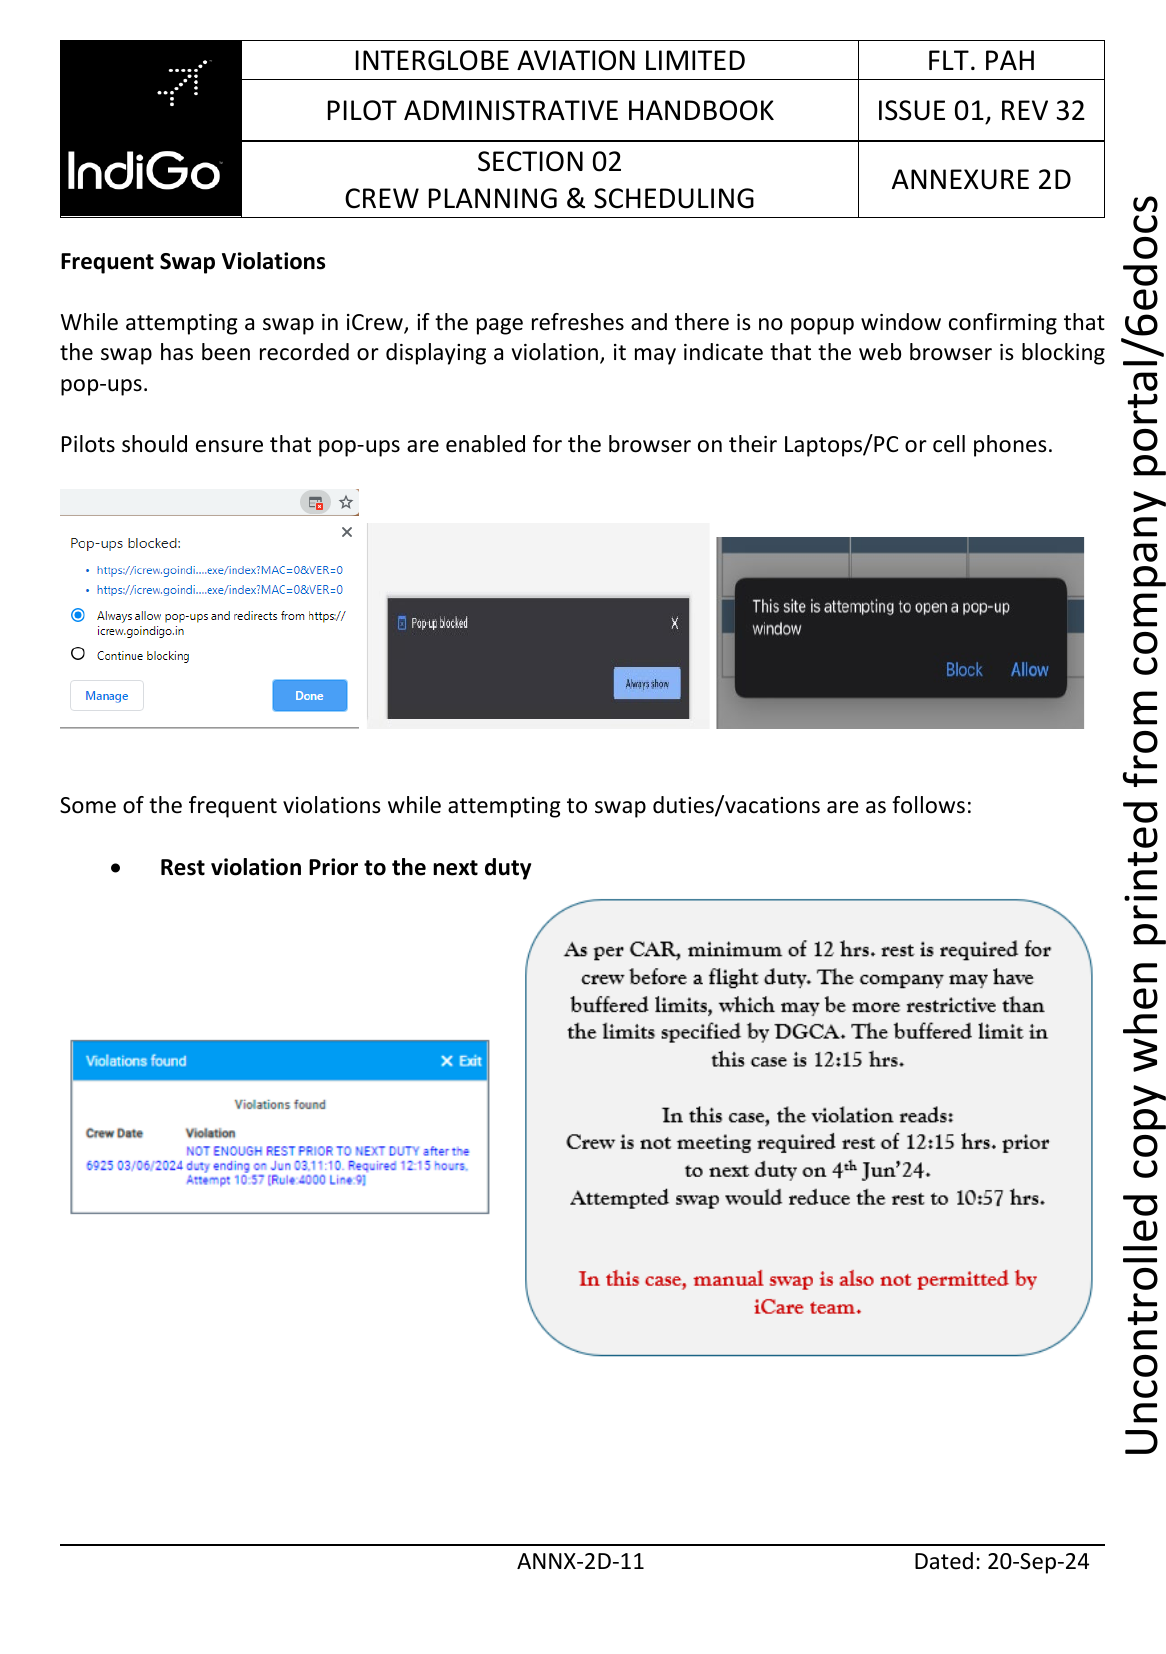 INTERGLOBE AVIATION LIMITED
FLT. PAH
PILOT ADMINISTRATIVE HANDBOOK
ISSUE 01, REV 32
IndiGo
SECTION 02
CREW PLANNING & SCHEDULING
ANNEXURE 2D
Frequent Swap Violations
While attempting a swap in iCrew, if the page refreshes and there is no popup window confirming that
the swap has been recorded or displaying a violation, it may indicate that the web browser is blocking
pop-ups.
Pilots should ensure that pop-ups are enabled for the browser on their Laptops/PC or cell phones.
Pop-ups blocked:
• https://icrew.goindi....exe/index?MAC=0&VER=0
• https://icrew.goindi....exe/index?MAC=0&VER=0
Always allow pop-ups and redirects from https://
icrew.goindigo.in
Continue blocking
Manage
Done
Pop-up blocked
X
Always show
This site is attempting to open a pop-up
window
Block
Allow
Some of the frequent violations while attempting to swap duties/vacations are as follows:
• Rest violation Prior to the next duty
Violations found
X Exit
Violations found
Crew Date
Violation
NOT ENOUGH REST PRIOR TO NEXT DUTY after the
6925 03/06/2024 duty ending on Jun 03,11:10. Required 12:15 hours,
Attempt 10:57 [Rule:4000 Line:9]
As per CAR, minimum of 12 hrs. rest is required for
crew before a flight duty. The company may have
buffered limits, which may be more restrictive than
the limits specified by DGCA. The buffered limit in
this case is 12:15 hrs.
In this case, the violation reads:
Crew is not meeting required rest of 12:15 hrs. prior
to next duty on 4th Jun'24.
Attempted swap would reduce the rest to 10:57 hrs.
In this case, manual swap is also not permitted by
iCare team.
ANNX-2D-11
Dated: 20-Sep-24
Uncontrolled copy when printed from company portal/6edocs